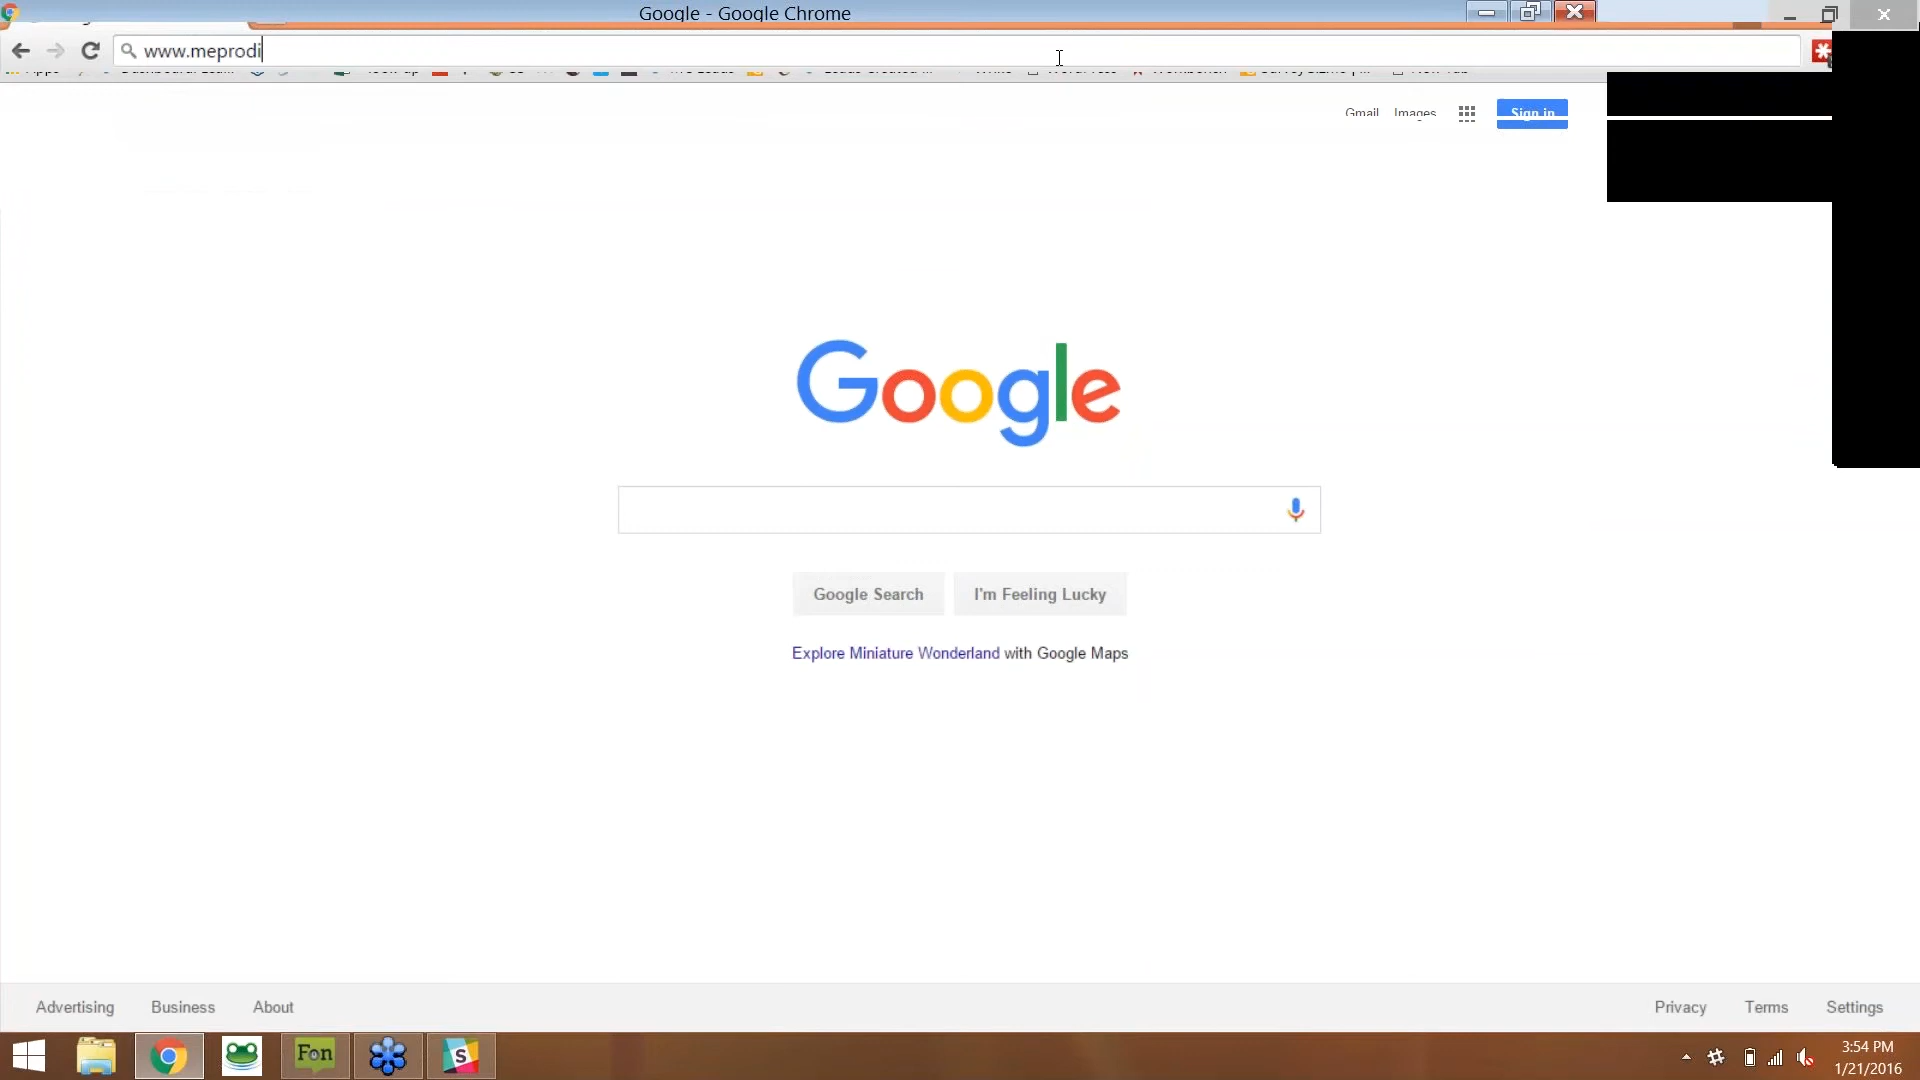 Google - Google Chrome
www.meprodi
Gmail Images Sign in
Google
Google Search I'm Feeling Lucky
Explore Miniature Wonderland with Google Maps
Advertising Business About Privacy Terms Settings
Fon
S
3:54 PM
1/21/2016